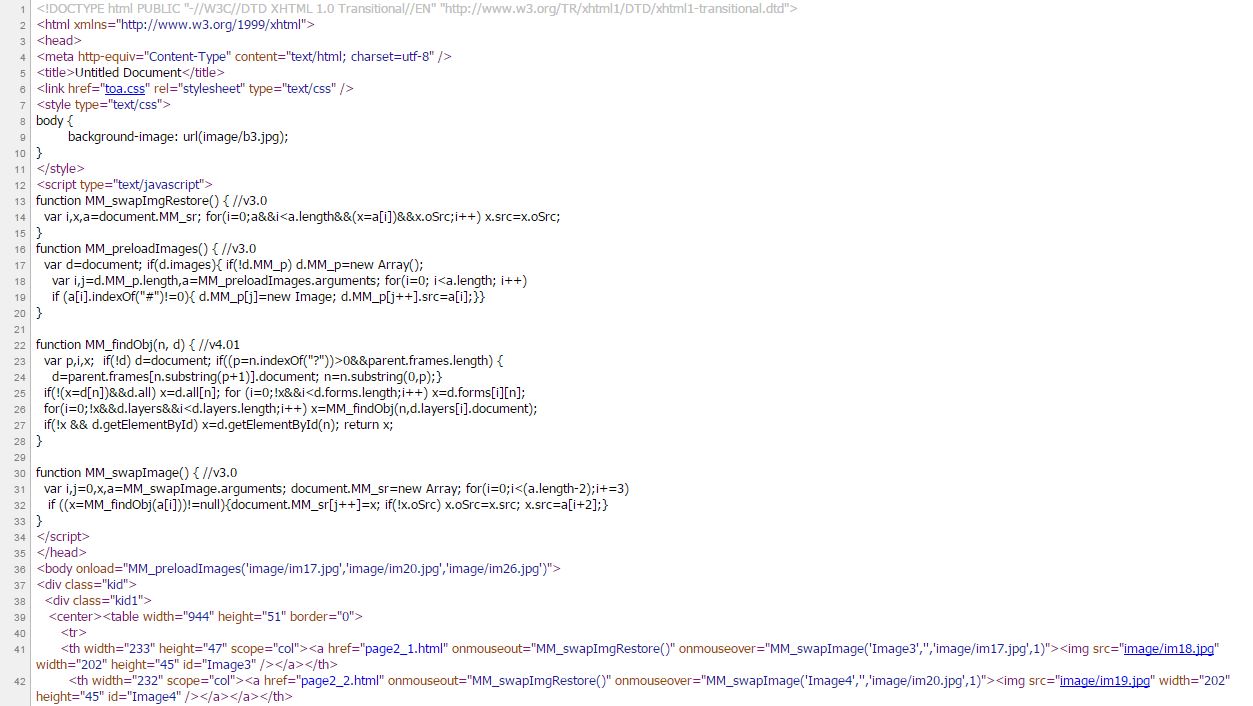 1 <!DOCTYPE html PUBLIC "-//W3C//DTD XHTML 1.0 Transitional//EN" "http://www.w3.org/TR/xhtml1/DTD/xhtml1-transitional.dtd">
2 <html xmlns="http://www.w3.org/1999/xhtml">
3 <head>
4 <meta http-equiv="Content-Type" content="text/html; charset=utf-8" />
5 <title>Untitled Document</title>
6 <link href="toa.css" rel="stylesheet" type="text/css" />
7 <style type="text/css">
8 body {
9 background-image: url(image/b3.jpg);
10 }
11 </style>
12 <script type="text/javascript">
13 function MM_swapImgRestore() { //v3.0
14 var i,x,a=document.MM_sr; for(i=0;a&&i<a.length&&(x=a[i])&&x.oSrc;i++) x.src=x.oSrc;
15 }
16 function MM_preloadImages() { //v3.0
17 var d=document; if(d.images){ if(!d.MM_p) d.MM_p=new Array();
18 var i,j=d.MM_p.length,a=MM_preloadImages.arguments; for(i=0; i<a.length; i++)
19 if (a[i].indexOf("#")!=0){ d.MM_p[j]=new Image; d.MM_p[j++].src=a[i];}}
20 }
21
22 function MM_findObj(n, d) { //v4.01
23 var p,i,x;  if(!d) d=document; if((p=n.indexOf("?"))>0&&parent.frames.length) {
24 d=parent.frames[n.substring(p+1)].document; n=n.substring(0,p);}
25 if(!(x=d[n])&&d.all) x=d.all[n]; for (i=0;!x&&i<d.forms.length;i++) x=d.forms[i][n];
26 for(i=0;!x&&d.layers&&i<d.layers.length;i++) x=MM_findObj(n,d.layers[i].document);
27 if(!x && d.getElementById) x=d.getElementById(n); return x;
28 }
29
30 function MM_swapImage() { //v3.0
31 var i,j=0,x,a=MM_swapImage.arguments; document.MM_sr=new Array; for(i=0;i<(a.length-2);i+=3)
32 if ((x=MM_findObj(a[i]))!=null){document.MM_sr[j++]=x; if(!x.oSrc) x.oSrc=x.src; x.src=a[i+2];}
33 }
34 </script>
35 </head>
36 <body onload="MM_preloadImages('image/im17.jpg','image/im20.jpg','image/im26.jpg')">
37 <div class="kid">
38 <div class="kid1">
39 <center><table width="944" height="51" border="0">
40 <tr>
41 <th width="233" height="47" scope="col"><a href="page2_1.html" onmouseout="MM_swapImgRestore()" onmouseover="MM_swapImage('Image3','','image/im17.jpg',1)"><img src="image/im18.jpg"
width="202" height="45" id="Image3" /></a></th>
42 <th width="232" scope="col"><a href="page2_2.html" onmouseout="MM_swapImgRestore()" onmouseover="MM_swapImage('Image4','','image/im20.jpg',1)"><img src="image/im19.jpg" width="202"
height="45" id="Image4" /></a></a></th>